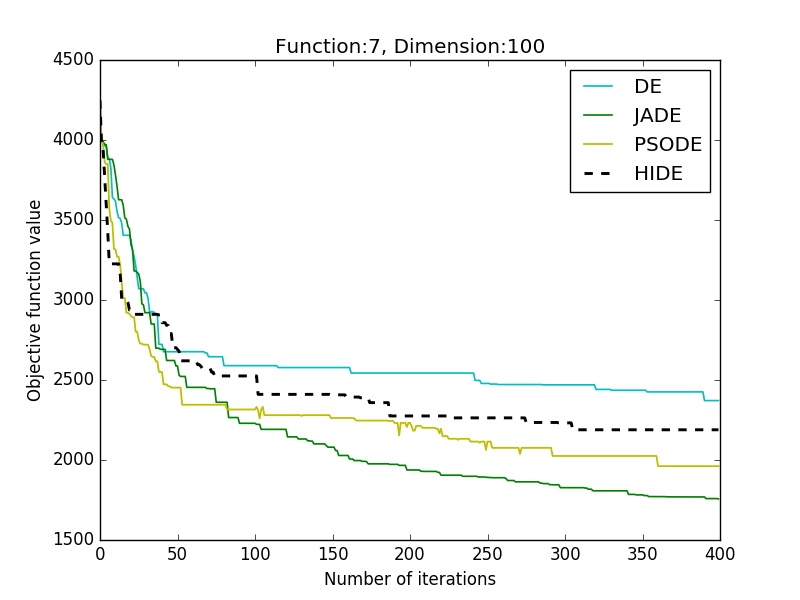 Function:7, Dimension:100
4500
4000
3500
3000
2500
2000
1500
Objective function value
DE
JADE
PSODE
HIDE
0 50 100 150 200 250 300 350 400
Number of iterations